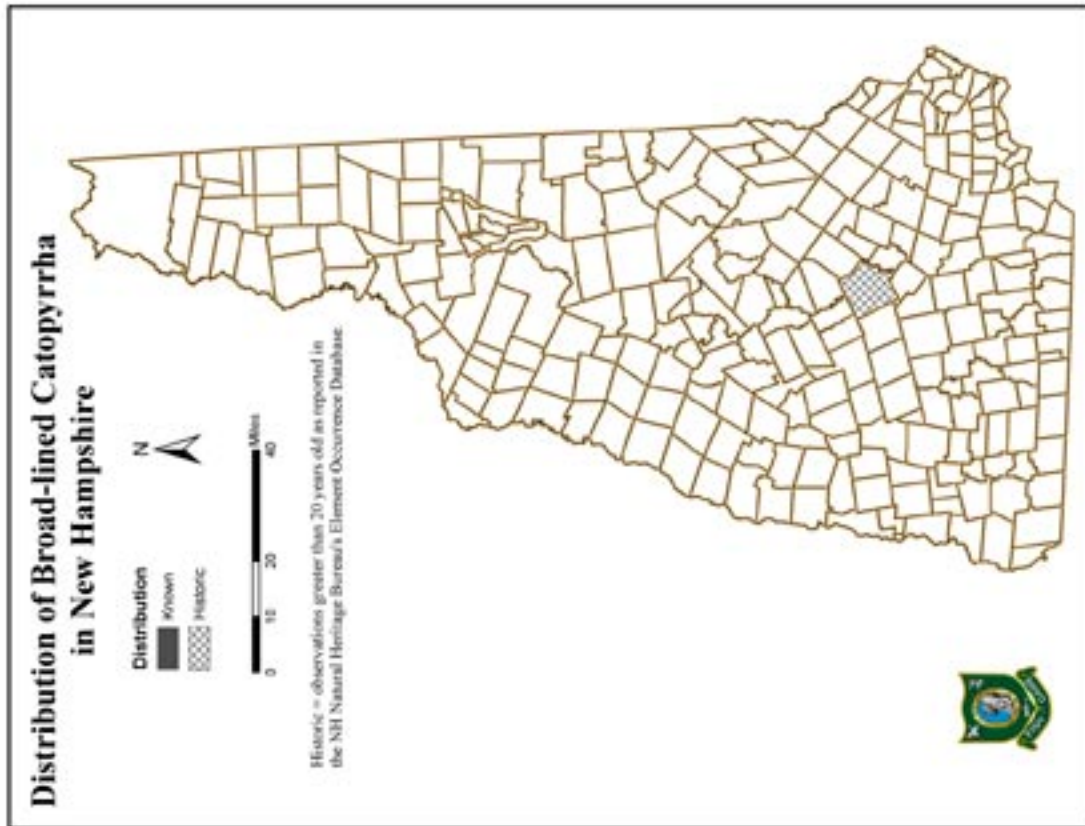 Distribution of Broad-lined Catopyrrha
in New Hampshire
N
Distribution
Known
Historic
0 10 20 40
Miles
Historic = observations greater than 20 years old as reported in
the NH Natural Heritage Bureau's Element Occurrence Database.